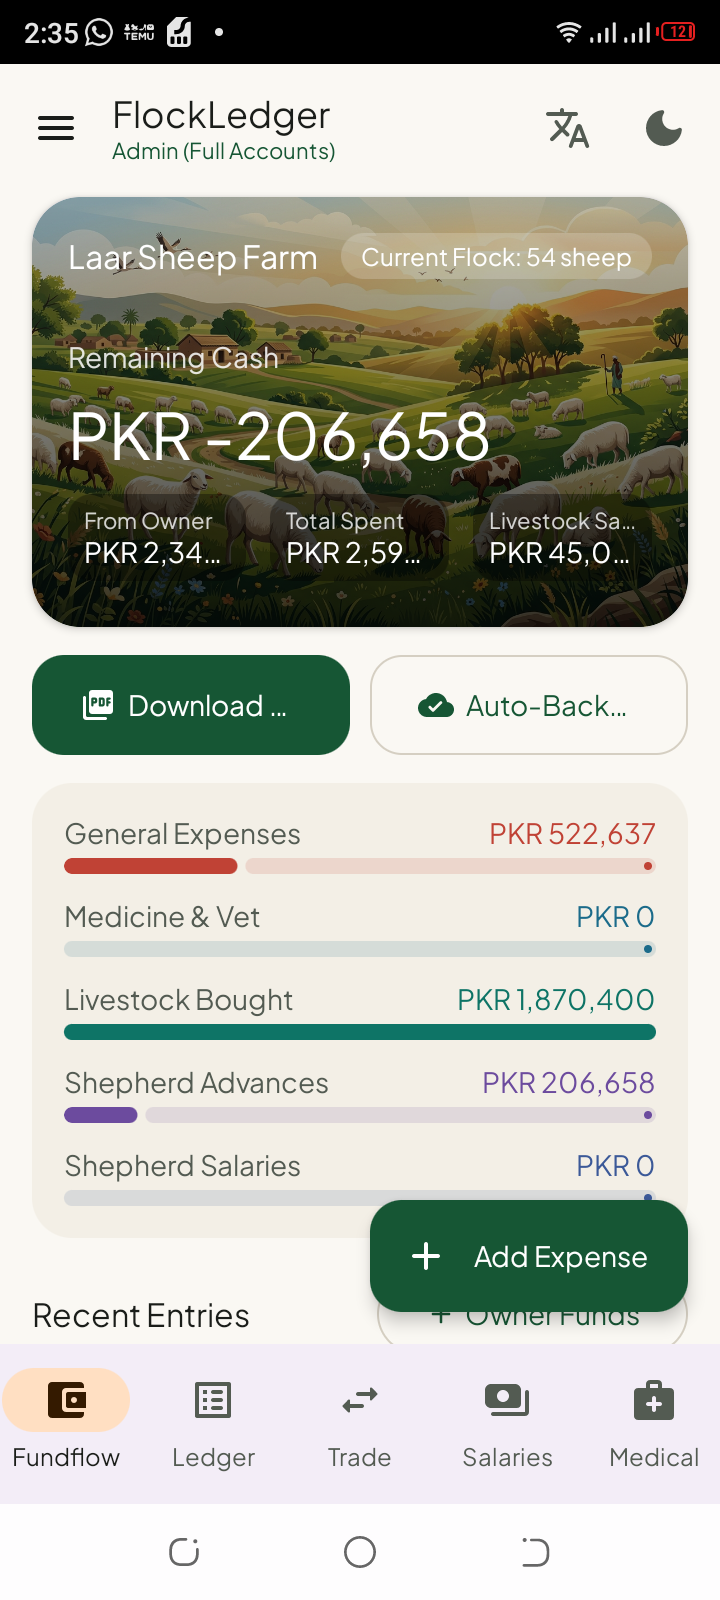 2:35 TEMU 12
FlockLedger
Admin (Full Accounts)
Laar Sheep Farm Current Flock: 54 sheep
Remaining Cash
PKR -206,658
From Owner Total Spent Livestock Sa...
PKR 2,34... PKR 2,59... PKR 45,0...
PDF Download ... Auto-Back...
General Expenses PKR 522,637
Medicine & Vet PKR 0
Livestock Bought PKR 1,870,400
Shepherd Advances PKR 206,658
Shepherd Salaries PKR 0
+ Add Expense
Recent Entries + Owner Funds
Fundflow Ledger Trade Salaries Medical